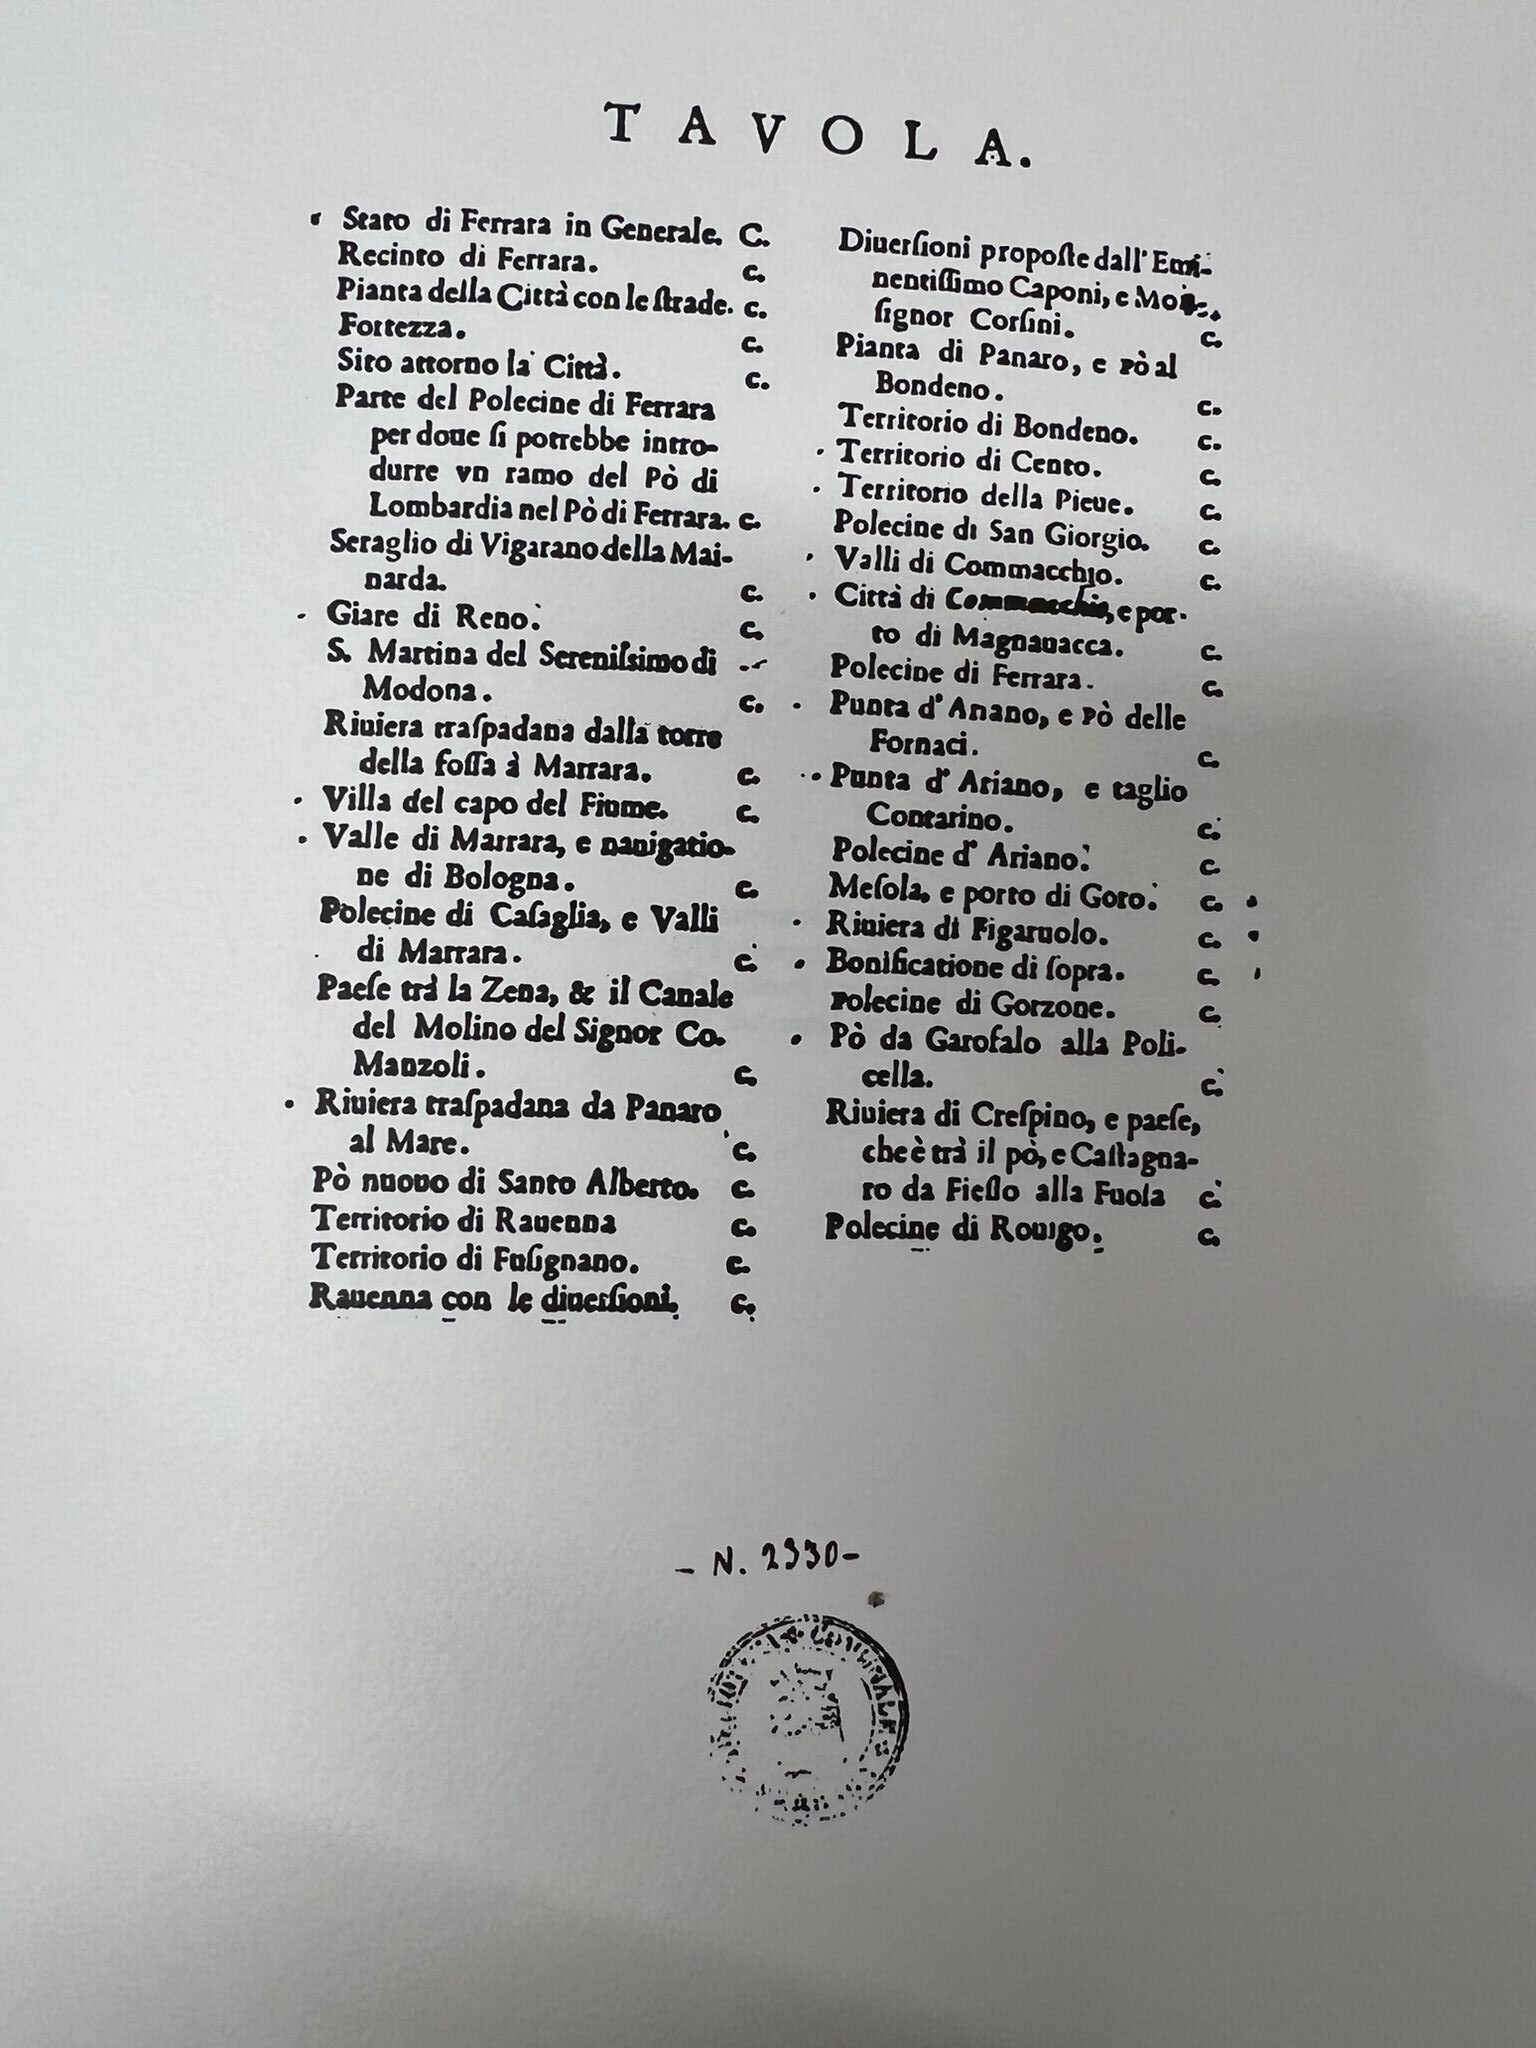 TAVOLA.
Stato di Ferrara in Generale. C.
Recinto di Ferrara. c.
Pianta della Città con le ſtrade. c.
Fortezza. c.
Sito attorno la Città. c.
Parte del Polecine di Ferrara
per doue ſi potrebbe intro-
durre vn ramo del Pò di
Lombardia nel Pò di Ferrara. c.
Seraglio di Vigarano della Mai-
narda. c.
Giare di Reno. c.
S. Martina del Sereniſsimo di
Modona. c.
Riuiera traſpadana dalla torre
della foſſa à Marrara. c.
Villa del capo del Fiume. c.
Valle di Marrara, e nauigatio-
ne di Bologna. c.
Polecine di Caſaglia, e Valli
di Marrara. c.
Paeſe trà la Zena, & il Canale
del Molino del Signor Co.
Manzoli. c.
Riuiera traſpadana da Panaro
al Mare. c.
Pò nuouo di Santo Alberto. c.
Territorio di Rauenna c.
Territorio di Fuſignano. c.
Rauenna con le diuerſioni. c.
Diuerſioni propoſte dall' Emi-
nentiſſimo Caponi, e Mon-
ſignor Corſini. c.
Pianta di Panaro, e pò al
Bondeno. c.
Territorio di Bondeno. c.
Territorio di Cento. c.
Territorio della Pieue. c.
Polecine di San Giorgio. c.
Valli di Commacchio. c.
Città di Commacchio, e por-
to di Magnauacca. c.
Polecine di Ferrara. c.
Punta d' Ariano, e Pò delle
Fornaci. c.
Punta d' Ariano, e taglio
Contarino. c.
Polecine d' Ariano. c.
Meſola, e porto di Goro. c.
Riuiera di Figaruolo. c.
Bonificatione di ſopra. c.
Polecine di Gorzone. c.
Pò da Garofalo alla Poli-
cella. c.
Riuiera di Creſpino, e paeſe,
che è trà il pò, e Caſtagna-
ro da Fieſſo alla Fuoſa c.
Polecine di Rouigo. c.
- N. 2330 -